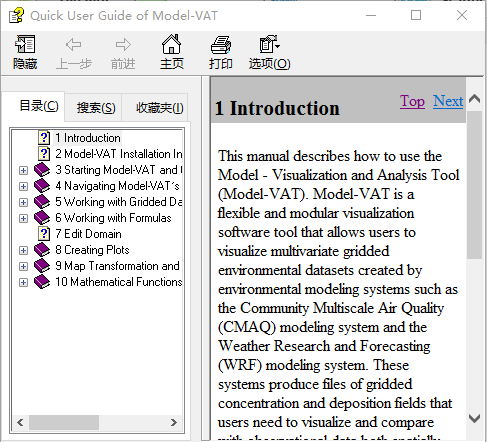 Quick User Guide of Model-VAT
隐藏 上一步 前进 主页 打印 选项(O)
目录(C) 搜索(S) 收藏夹(I)
1 Introduction
2 Model-VAT Installation In
3 Starting Model-VAT and
4 Navigating Model-VAT's
5 Working with Gridded Da
6 Working with Formulas
7 Edit Domain
8 Creating Plots
9 Map Transformation and
10 Mathematical Functions
Top Next
1 Introduction
This manual describes how to use the
Model - Visualization and Analysis Tool
(Model-VAT). Model-VAT is a
flexible and modular visualization
software tool that allows users to
visualize multivariate gridded
environmental datasets created by
environmental modeling systems such as
the Community Multiscale Air Quality
(CMAQ) modeling system and the
Weather Research and Forecasting
(WRF) modeling system. These
systems produce files of gridded
concentration and deposition fields that
users need to visualize and compare
with observational data both spatially